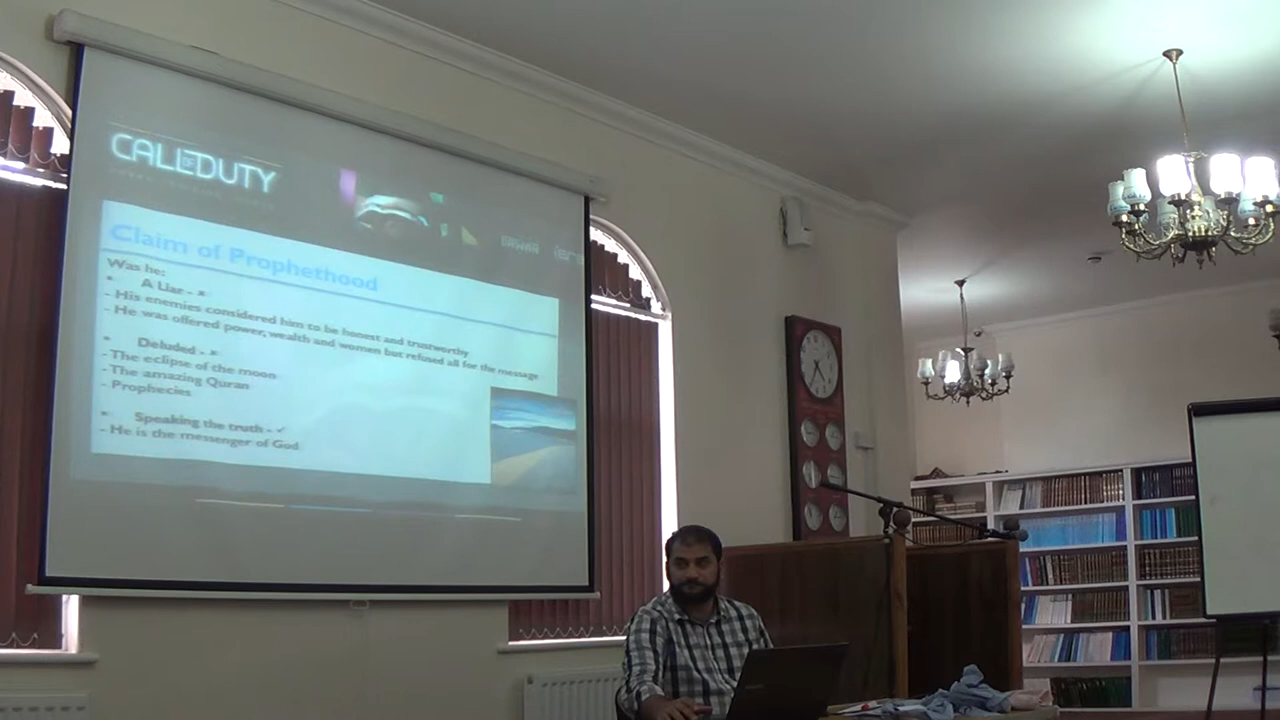 CALL OF DUTY
Claim of Prophethood
Was he:
* A Liar - ×
- His enemies considered him to be honest and trustworthy
- He was offered power, wealth and women but refused all for the message
* Deluded - ×
- The eclipse of the moon
- The amazing Quran
- Prophecies
* Speaking the truth - ✓
- He is the messenger of God